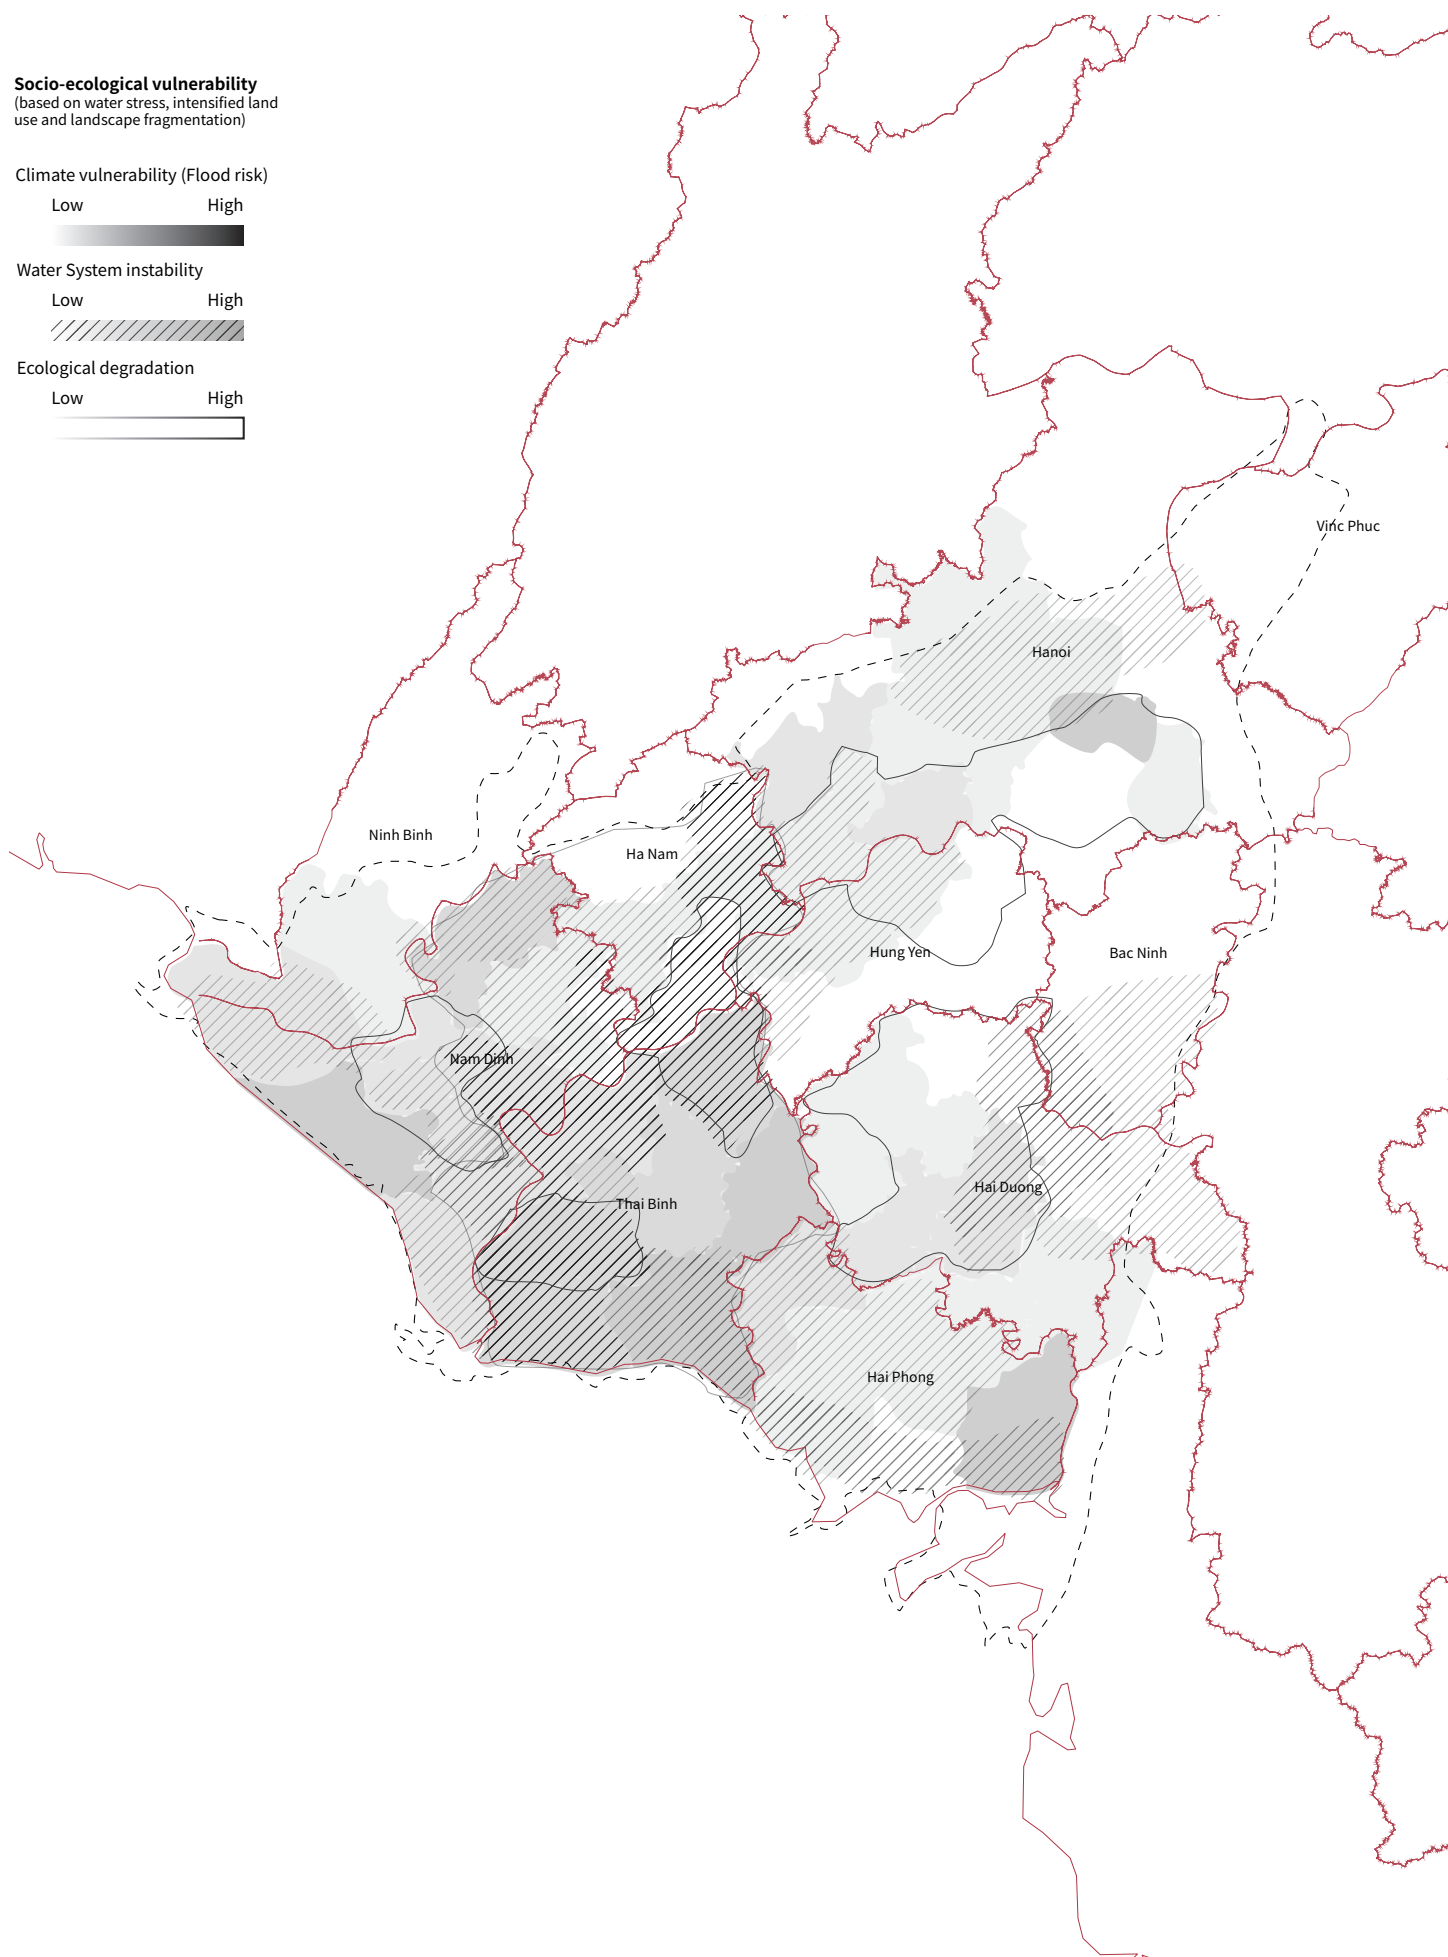 Socio-ecological vulnerability
(based on water stress, intensified land
use and landscape fragmentation)
Climate vulnerability (Flood risk)
Low High
Water System instability
Low High
Ecological degradation
Low High
Vinc Phuc
Hanoi
Ninh Binh
Ha Nam
Hung Yen
Bac Ninh
Nam Dinh
Hai Duong
Thai Binh
Hai Phong